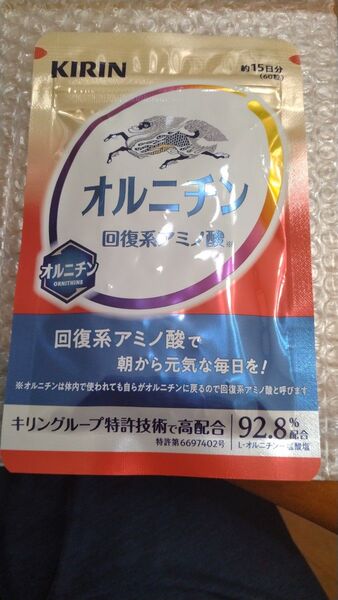 KIRIN
約15日分
(60粒)
オルニチン
回復系アミノ酸※
オルニチン
ORNITHINE
回復系アミノ酸で
朝から元気な毎日を!
※オルニチンは体内で使われても自らがオルニチンに戻るので回復系アミノ酸と呼びます
キリングループ特許技術で高配合
特許第6697402号
92.8%配合
L-オルニチン一塩酸塩